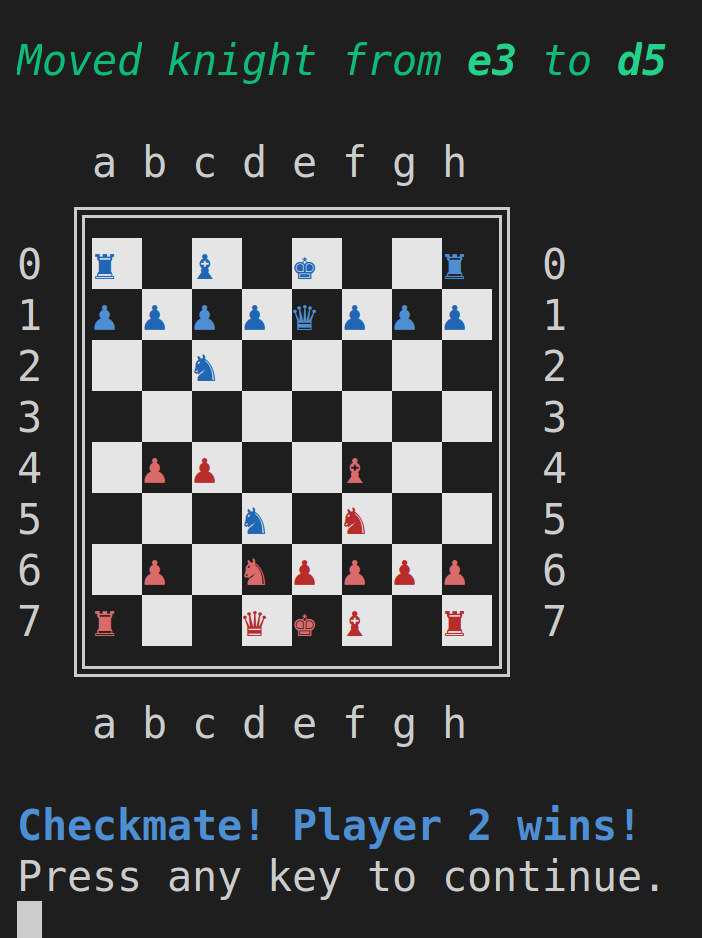 Moved knight from e3 to d5
a b c d e f g h
0 ♜ ♝ ♚ ♜ 0
1 ♟ ♟ ♟ ♟ ♛ ♟ ♟ ♟ 1
2 ♞ 2
3 3
4 ♟ ♟ ♝ 4
5 ♞ ♞ 5
6 ♟ ♞ ♟ ♟ ♟ ♟ 6
7 ♜ ♛ ♚ ♝ ♜ 7
a b c d e f g h
Checkmate! Player 2 wins!
Press any key to continue.